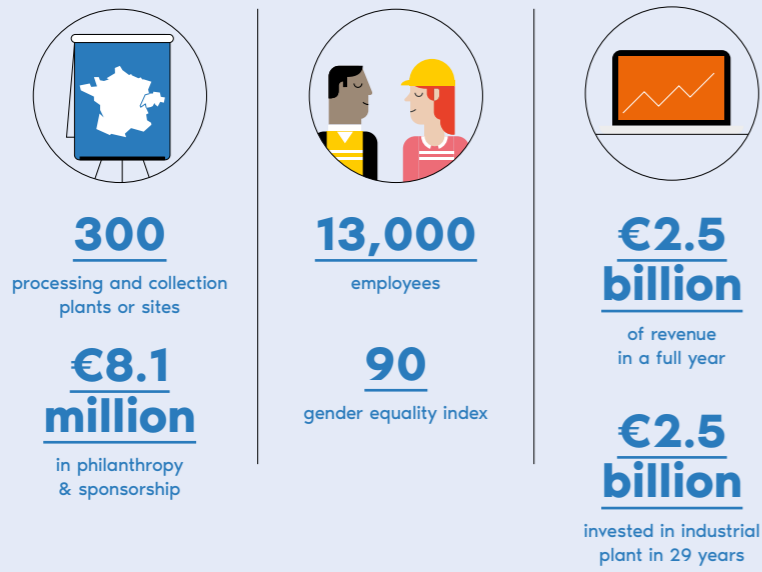 300
processing and collection
plants or sites
€8.1
million
in philanthropy
& sponsorship
13,000
employees
90
gender equality index
€2.5
billion
of revenue
in a full year
€2.5
billion
invested in industrial
plant in 29 years